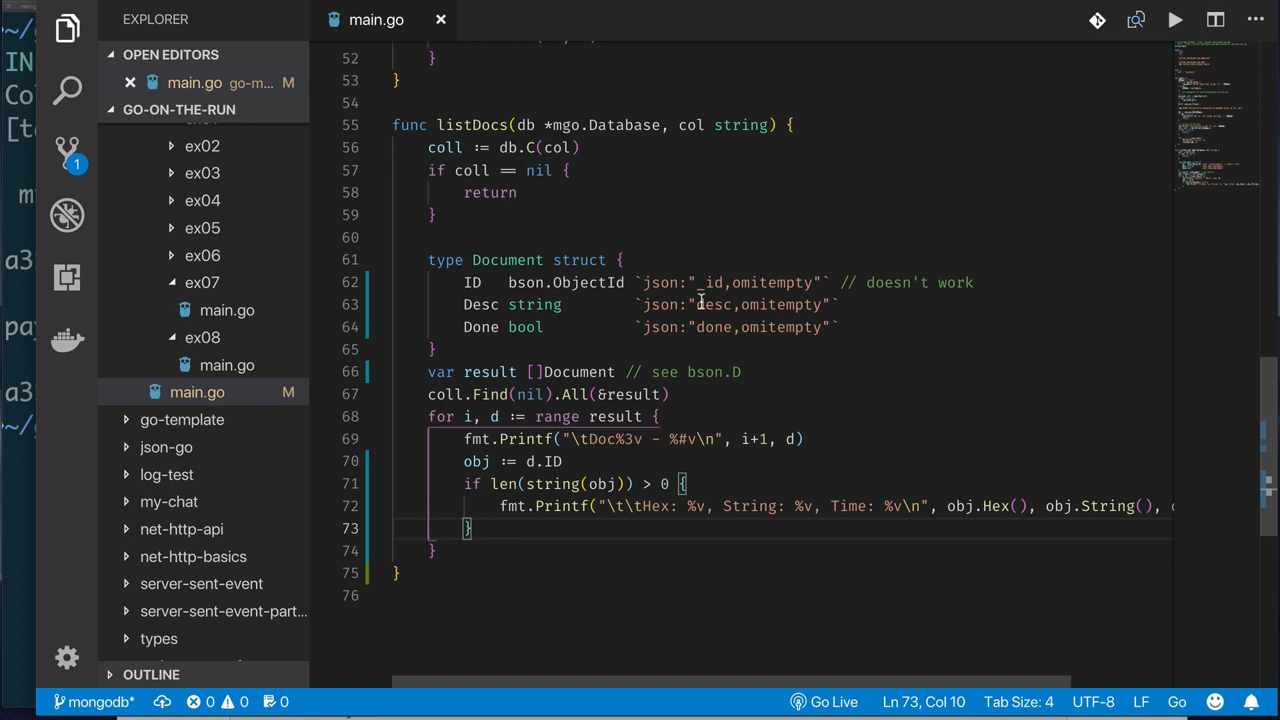 EXPLORER
main.go
OPEN EDITORS
main.go go-m... M
GO-ON-THE-RUN
ex02
ex03
ex04
ex05
ex06
ex07
main.go
ex08
main.go
main.go M
go-template
json-go
log-test
my-chat
net-http-api
net-http-basics
server-sent-event
server-sent-event-part...
types
OUTLINE
1
52 }
53 }
54
55 func listDocs(db *mgo.Database, col string) {
56 coll := db.C(col)
57 if coll == nil {
58 return
59 }
60
61 type Document struct {
62 ID bson.ObjectId `json:"_id,omitempty"` // doesn't work
63 Desc string `json:"desc,omitempty"`
64 Done bool `json:"done,omitempty"`
65 }
66 var result []Document // see bson.D
67 coll.Find(nil).All(&result)
68 for i, d := range result {
69 fmt.Printf("\tDoc%3v - %#v\n", i+1, d)
70 obj := d.ID
71 if len(string(obj)) > 0 {
72 fmt.Printf("\t\tHex: %v, String: %v, Time: %v\n", obj.Hex(), obj.String(),
73 }
74 }
75 }
76
mongodb* 0 0 0 Go Live Ln 73, Col 10 Tab Size: 4 UTF-8 LF Go